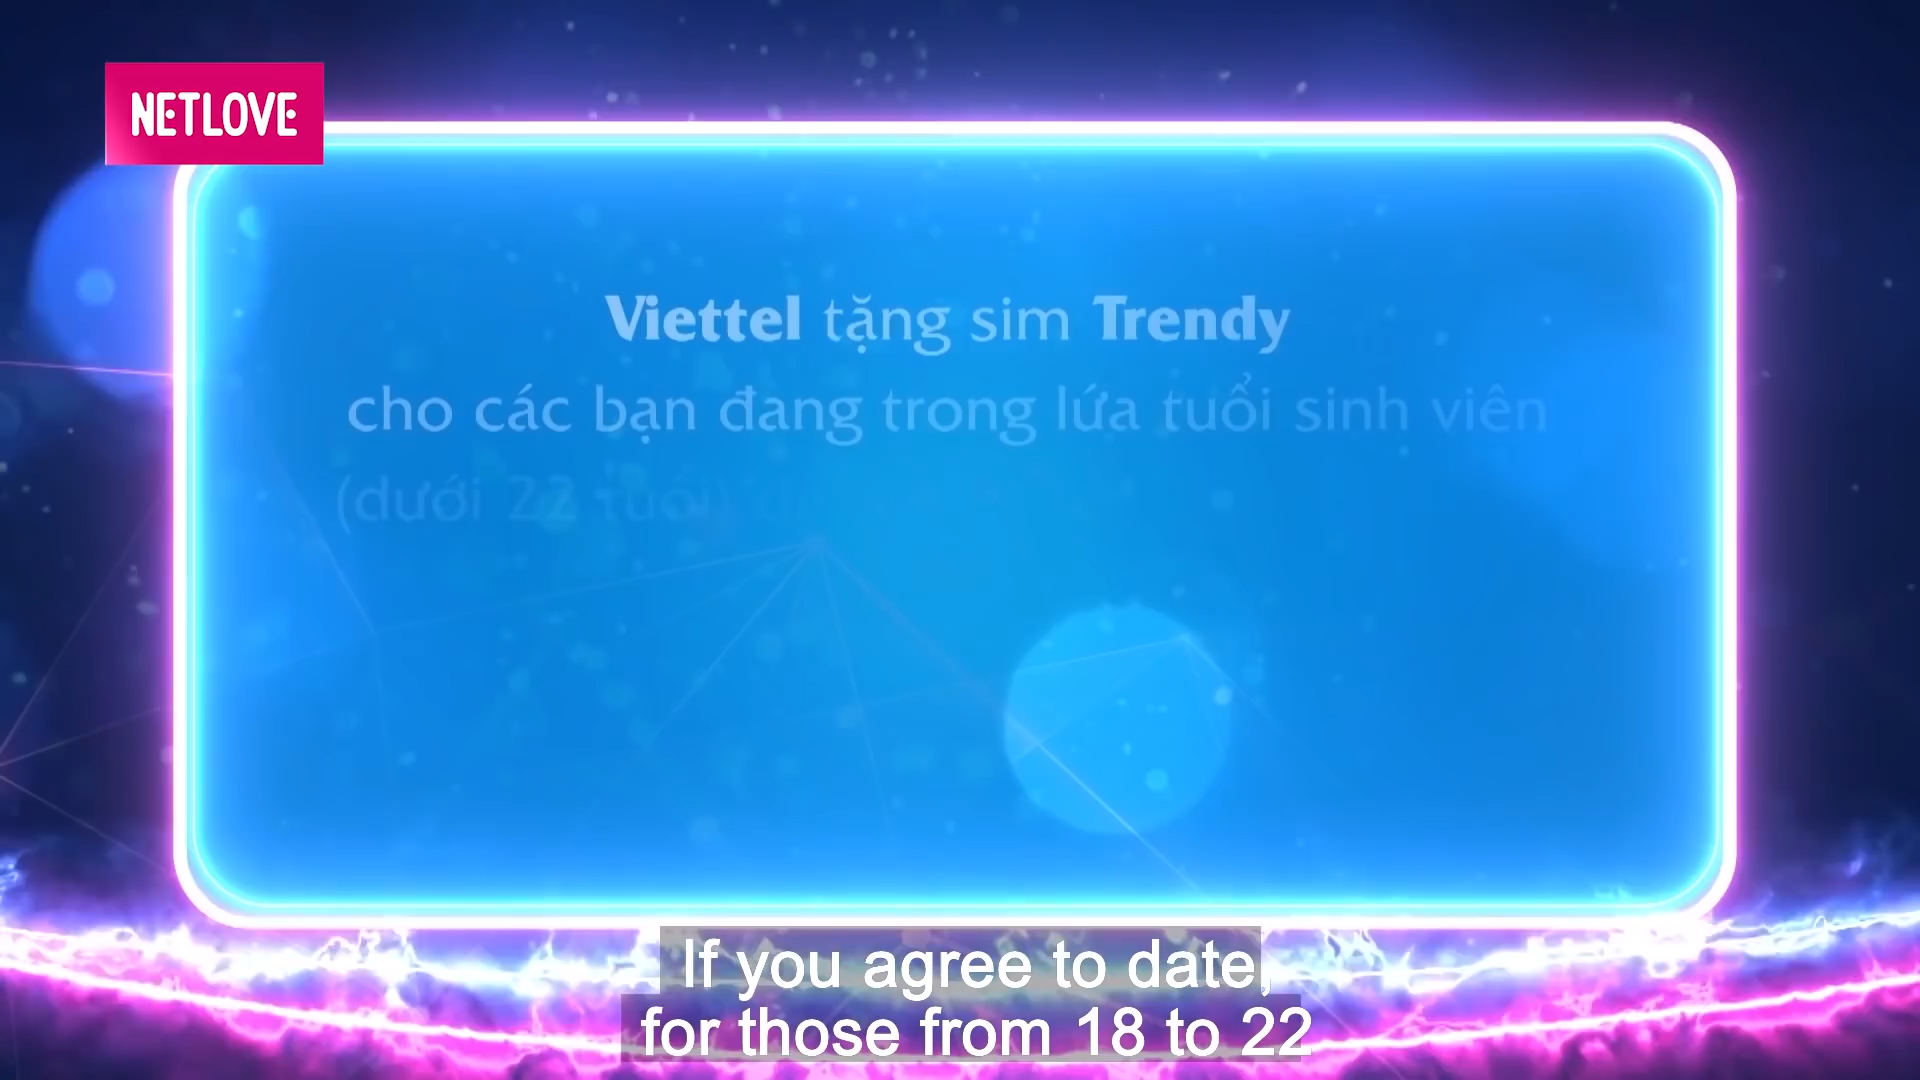 NETLOVE
Viettel tặng sim Trendy
cho các bạn đang trong lứa tuổi sinh viên
(dưới 22 tuổi)
If you agree to date,
for those from 18 to 22